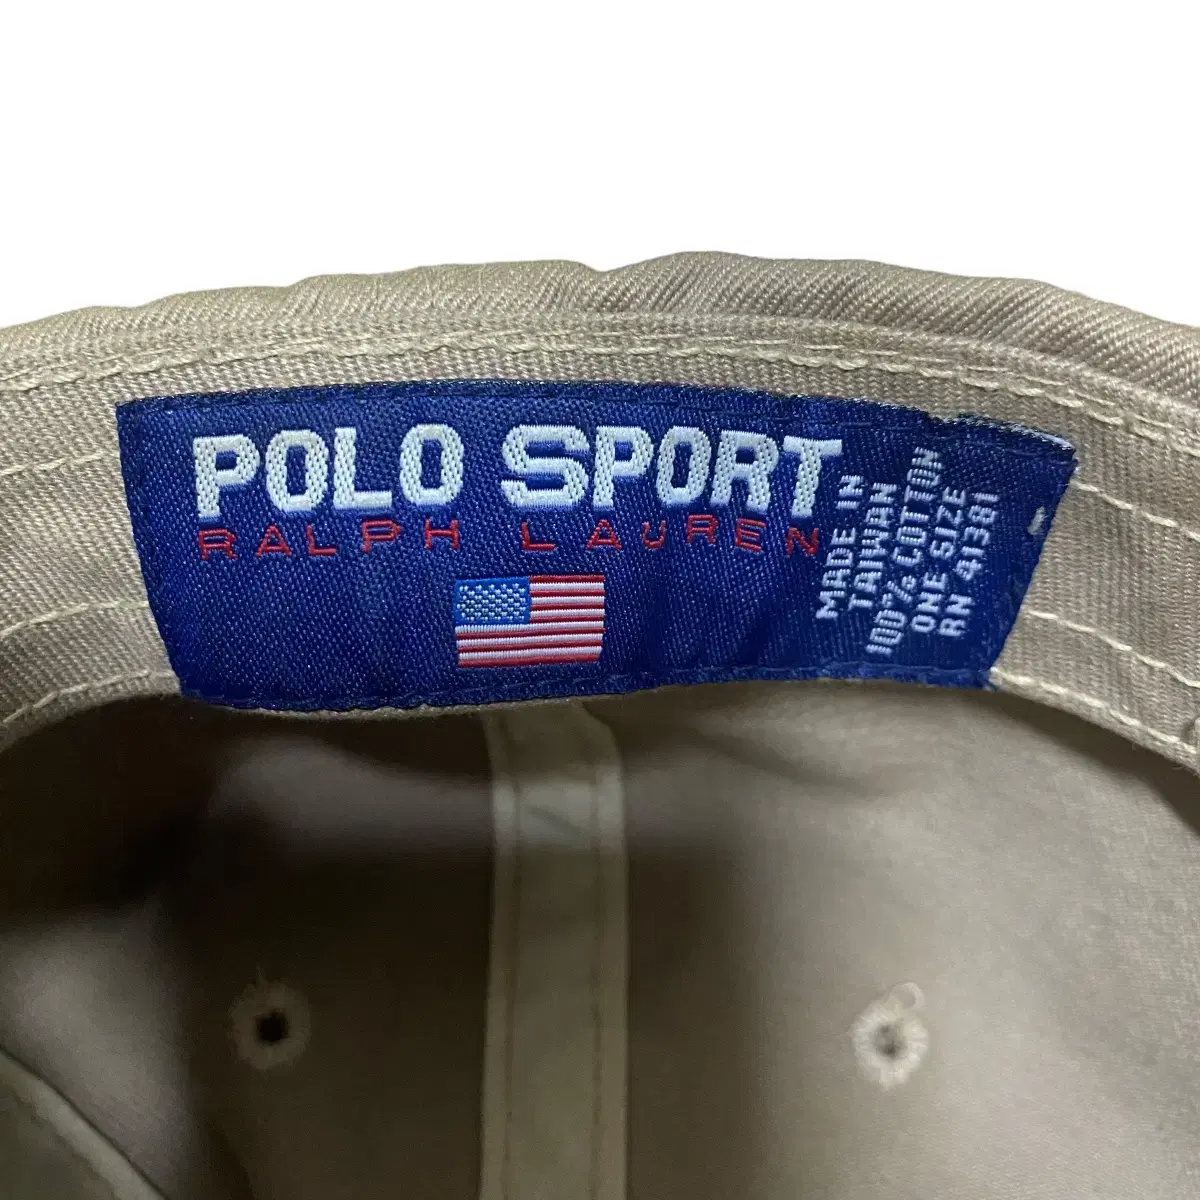 POLO SPORT
RALPH LAUREN
MADE IN
TAIWAN
100% COTTON
ONE SIZE
RN 41381